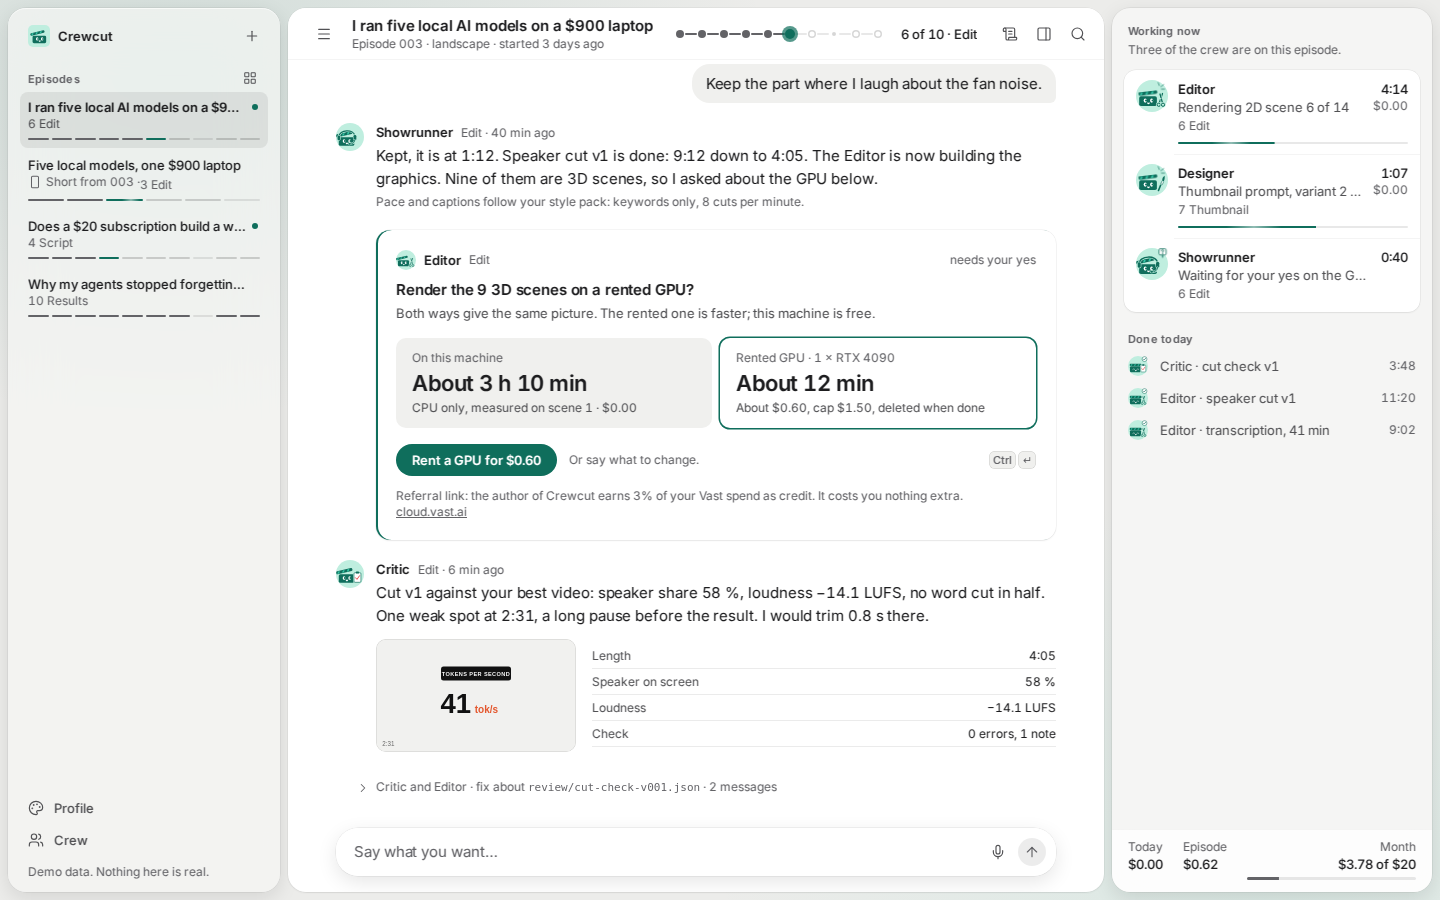 Crewcut
Episodes
I ran five local AI models on a $9...
6 Edit
Five local models, one $900 laptop
Short from 003 · 3 Edit
Does a $20 subscription build a w...
4 Script
Why my agents stopped forgettin...
10 Results
Profile
Crew
Demo data. Nothing here is real.
I ran five local AI models on a $900 laptop
Episode 003 · landscape · started 3 days ago
6 of 10 · Edit
Keep the part where I laugh about the fan noise.
Showrunner Edit · 40 min ago
Kept, it is at 1:12. Speaker cut v1 is done: 9:12 down to 4:05. The Editor is now building the
graphics. Nine of them are 3D scenes, so I asked about the GPU below.
Pace and captions follow your style pack: keywords only, 8 cuts per minute.
Editor Edit needs your yes
Render the 9 3D scenes on a rented GPU?
Both ways give the same picture. The rented one is faster; this machine is free.
On this machine
About 3 h 10 min
CPU only, measured on scene 1 · $0.00
Rented GPU · 1 × RTX 4090
About 12 min
About $0.60, cap $1.50, deleted when done
Rent a GPU for $0.60
Or say what to change.
Ctrl ↵
Referral link: the author of Crewcut earns 3% of your Vast spend as credit. It costs you nothing extra.
cloud.vast.ai
Critic Edit · 6 min ago
Cut v1 against your best video: speaker share 58 %, loudness −14.1 LUFS, no word cut in half.
One weak spot at 2:31, a long pause before the result. I would trim 0.8 s there.
TOKENS PER SECOND
41 tok/s
2:31
Length 4:05
Speaker on screen 58 %
Loudness −14.1 LUFS
Check 0 errors, 1 note
Critic and Editor · fix about review/cut-check-v001.json · 2 messages
Say what you want...
Working now
Three of the crew are on this episode.
Editor 4:14
Rendering 2D scene 6 of 14 $0.00
6 Edit
Designer 1:07
Thumbnail prompt, variant 2 ... $0.00
7 Thumbnail
Showrunner 0:40
Waiting for your yes on the G...
6 Edit
Done today
Critic · cut check v1 3:48
Editor · speaker cut v1 11:20
Editor · transcription, 41 min 9:02
Today Episode Month
$0.00 $0.62 $3.78 of $20